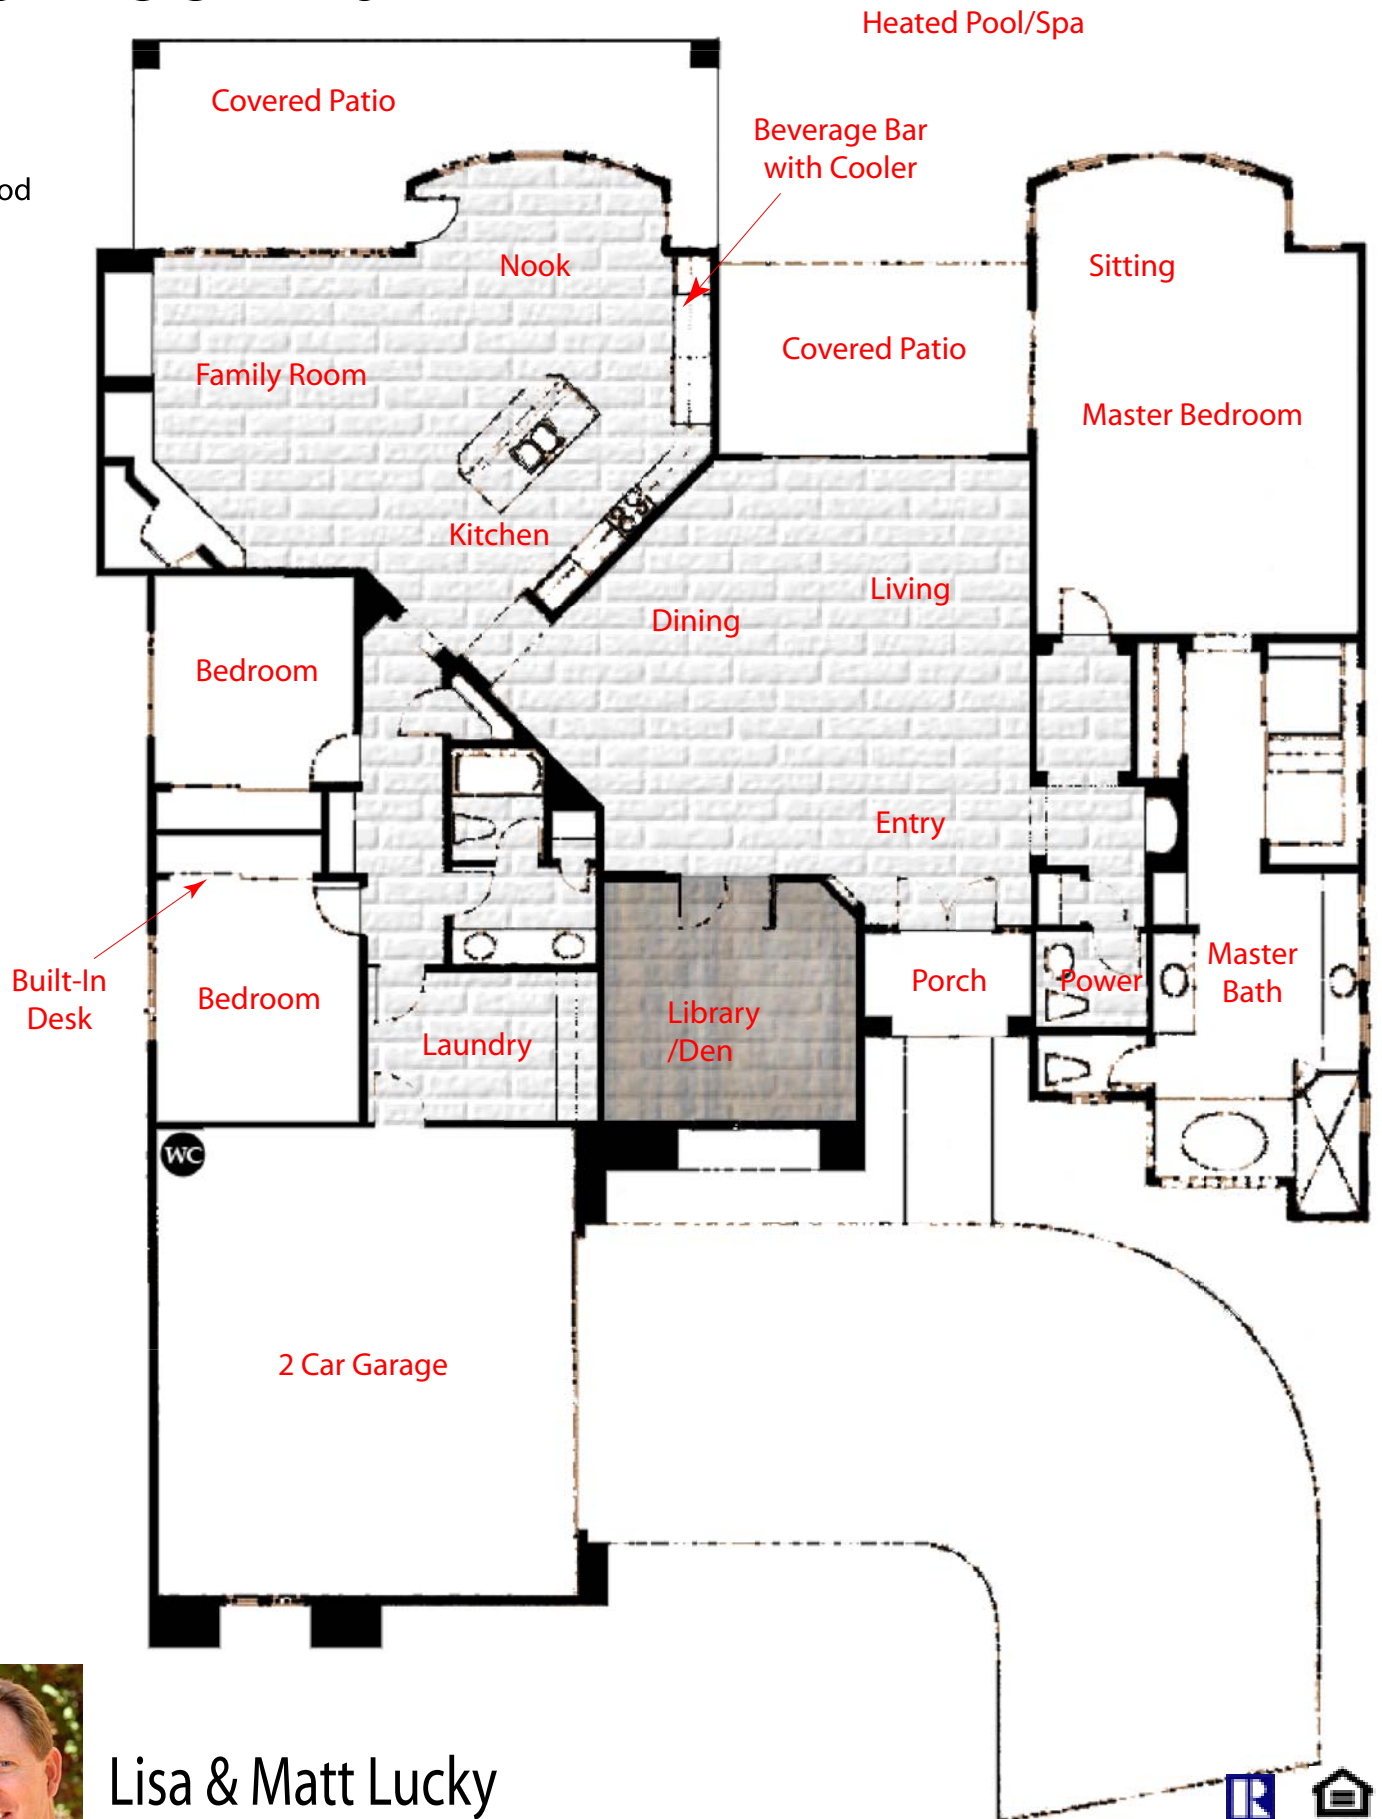 Heated Pool/Spa
Covered Patio
Beverage Bar
with Cooler
od
Nook
Sitting
Covered Patio
Family Room
Master Bedroom
Kitchen
Living
Dining
Bedroom
Entry
Built-In
Desk
Bedroom
Library
/Den
Porch
Power
Master
Bath
Laundry
WC
2 Car Garage
Lisa & Matt Lucky
R